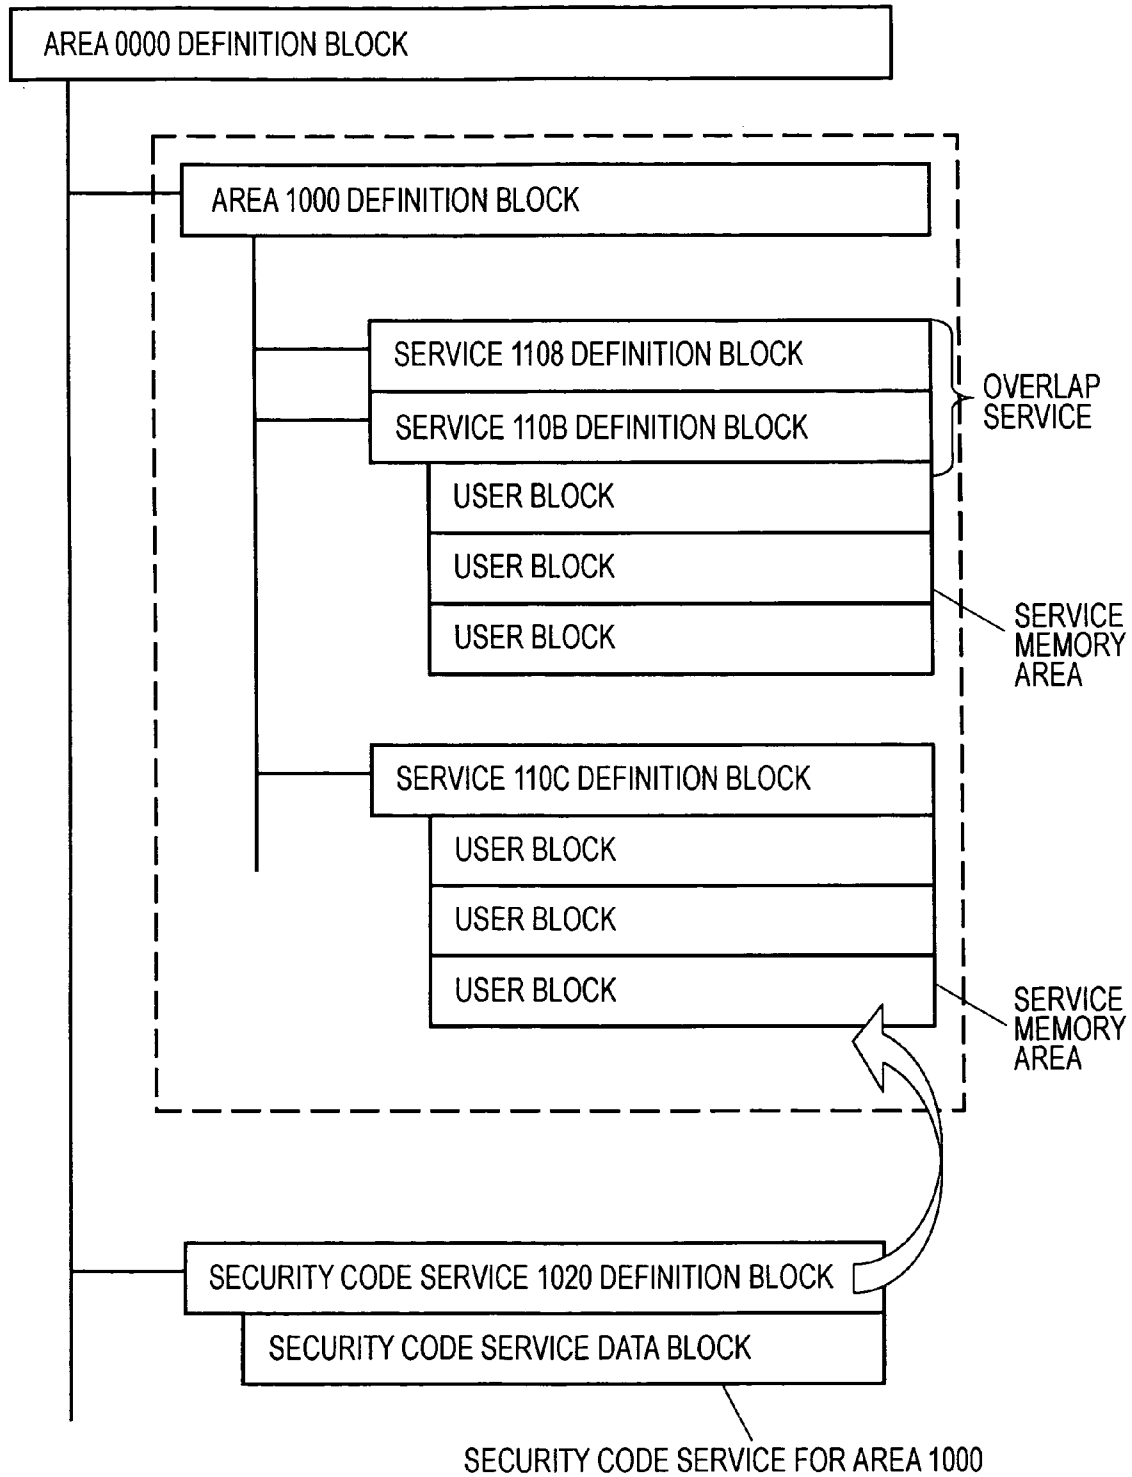 AREA 0000 DEFINITION BLOCK
AREA 1000 DEFINITION BLOCK
SERVICE 1108 DEFINITION BLOCK
SERVICE 110B DEFINITION BLOCK
OVERLAP
SERVICE
USER BLOCK
USER BLOCK
USER BLOCK
SERVICE
MEMORY
AREA
SERVICE 110C DEFINITION BLOCK
USER BLOCK
USER BLOCK
USER BLOCK
SERVICE
MEMORY
AREA
SECURITY CODE SERVICE 1020 DEFINITION BLOCK
SECURITY CODE SERVICE DATA BLOCK
SECURITY CODE SERVICE FOR AREA 1000